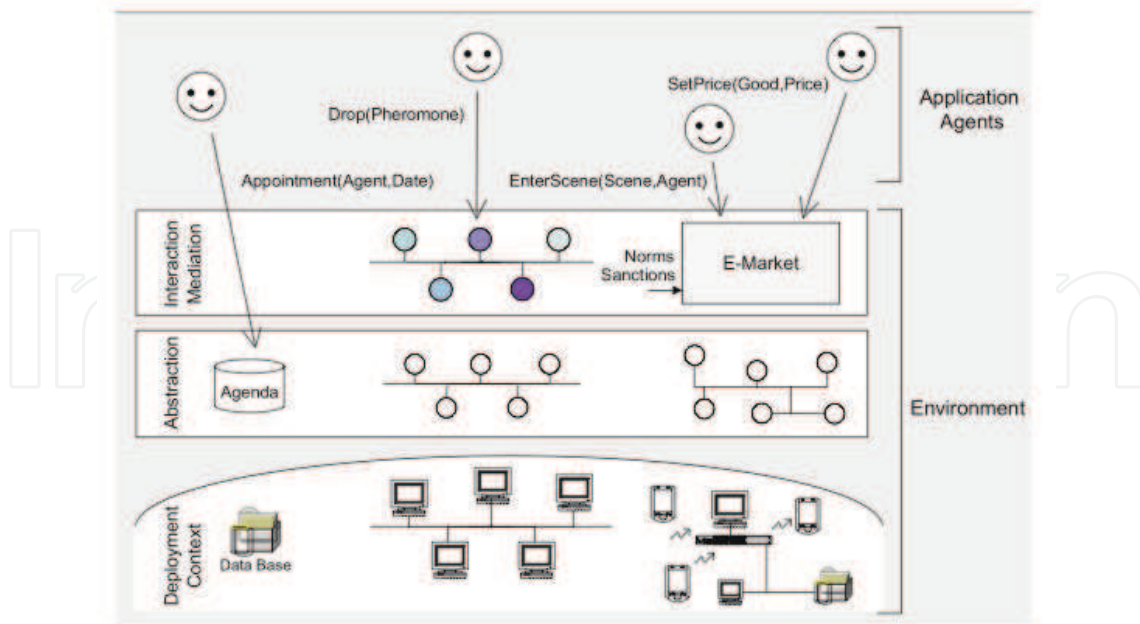 SetPrice(Good,Price)
Application
Agents
Drop(Pheromone)
Appointment(Agent,Date)
EnterScene(Scene,Agent)
Interaction
Mediation
Norms
Sanctions
E-Market
Abstraction
Agenda
Environment
Deployment
Context
Data Base